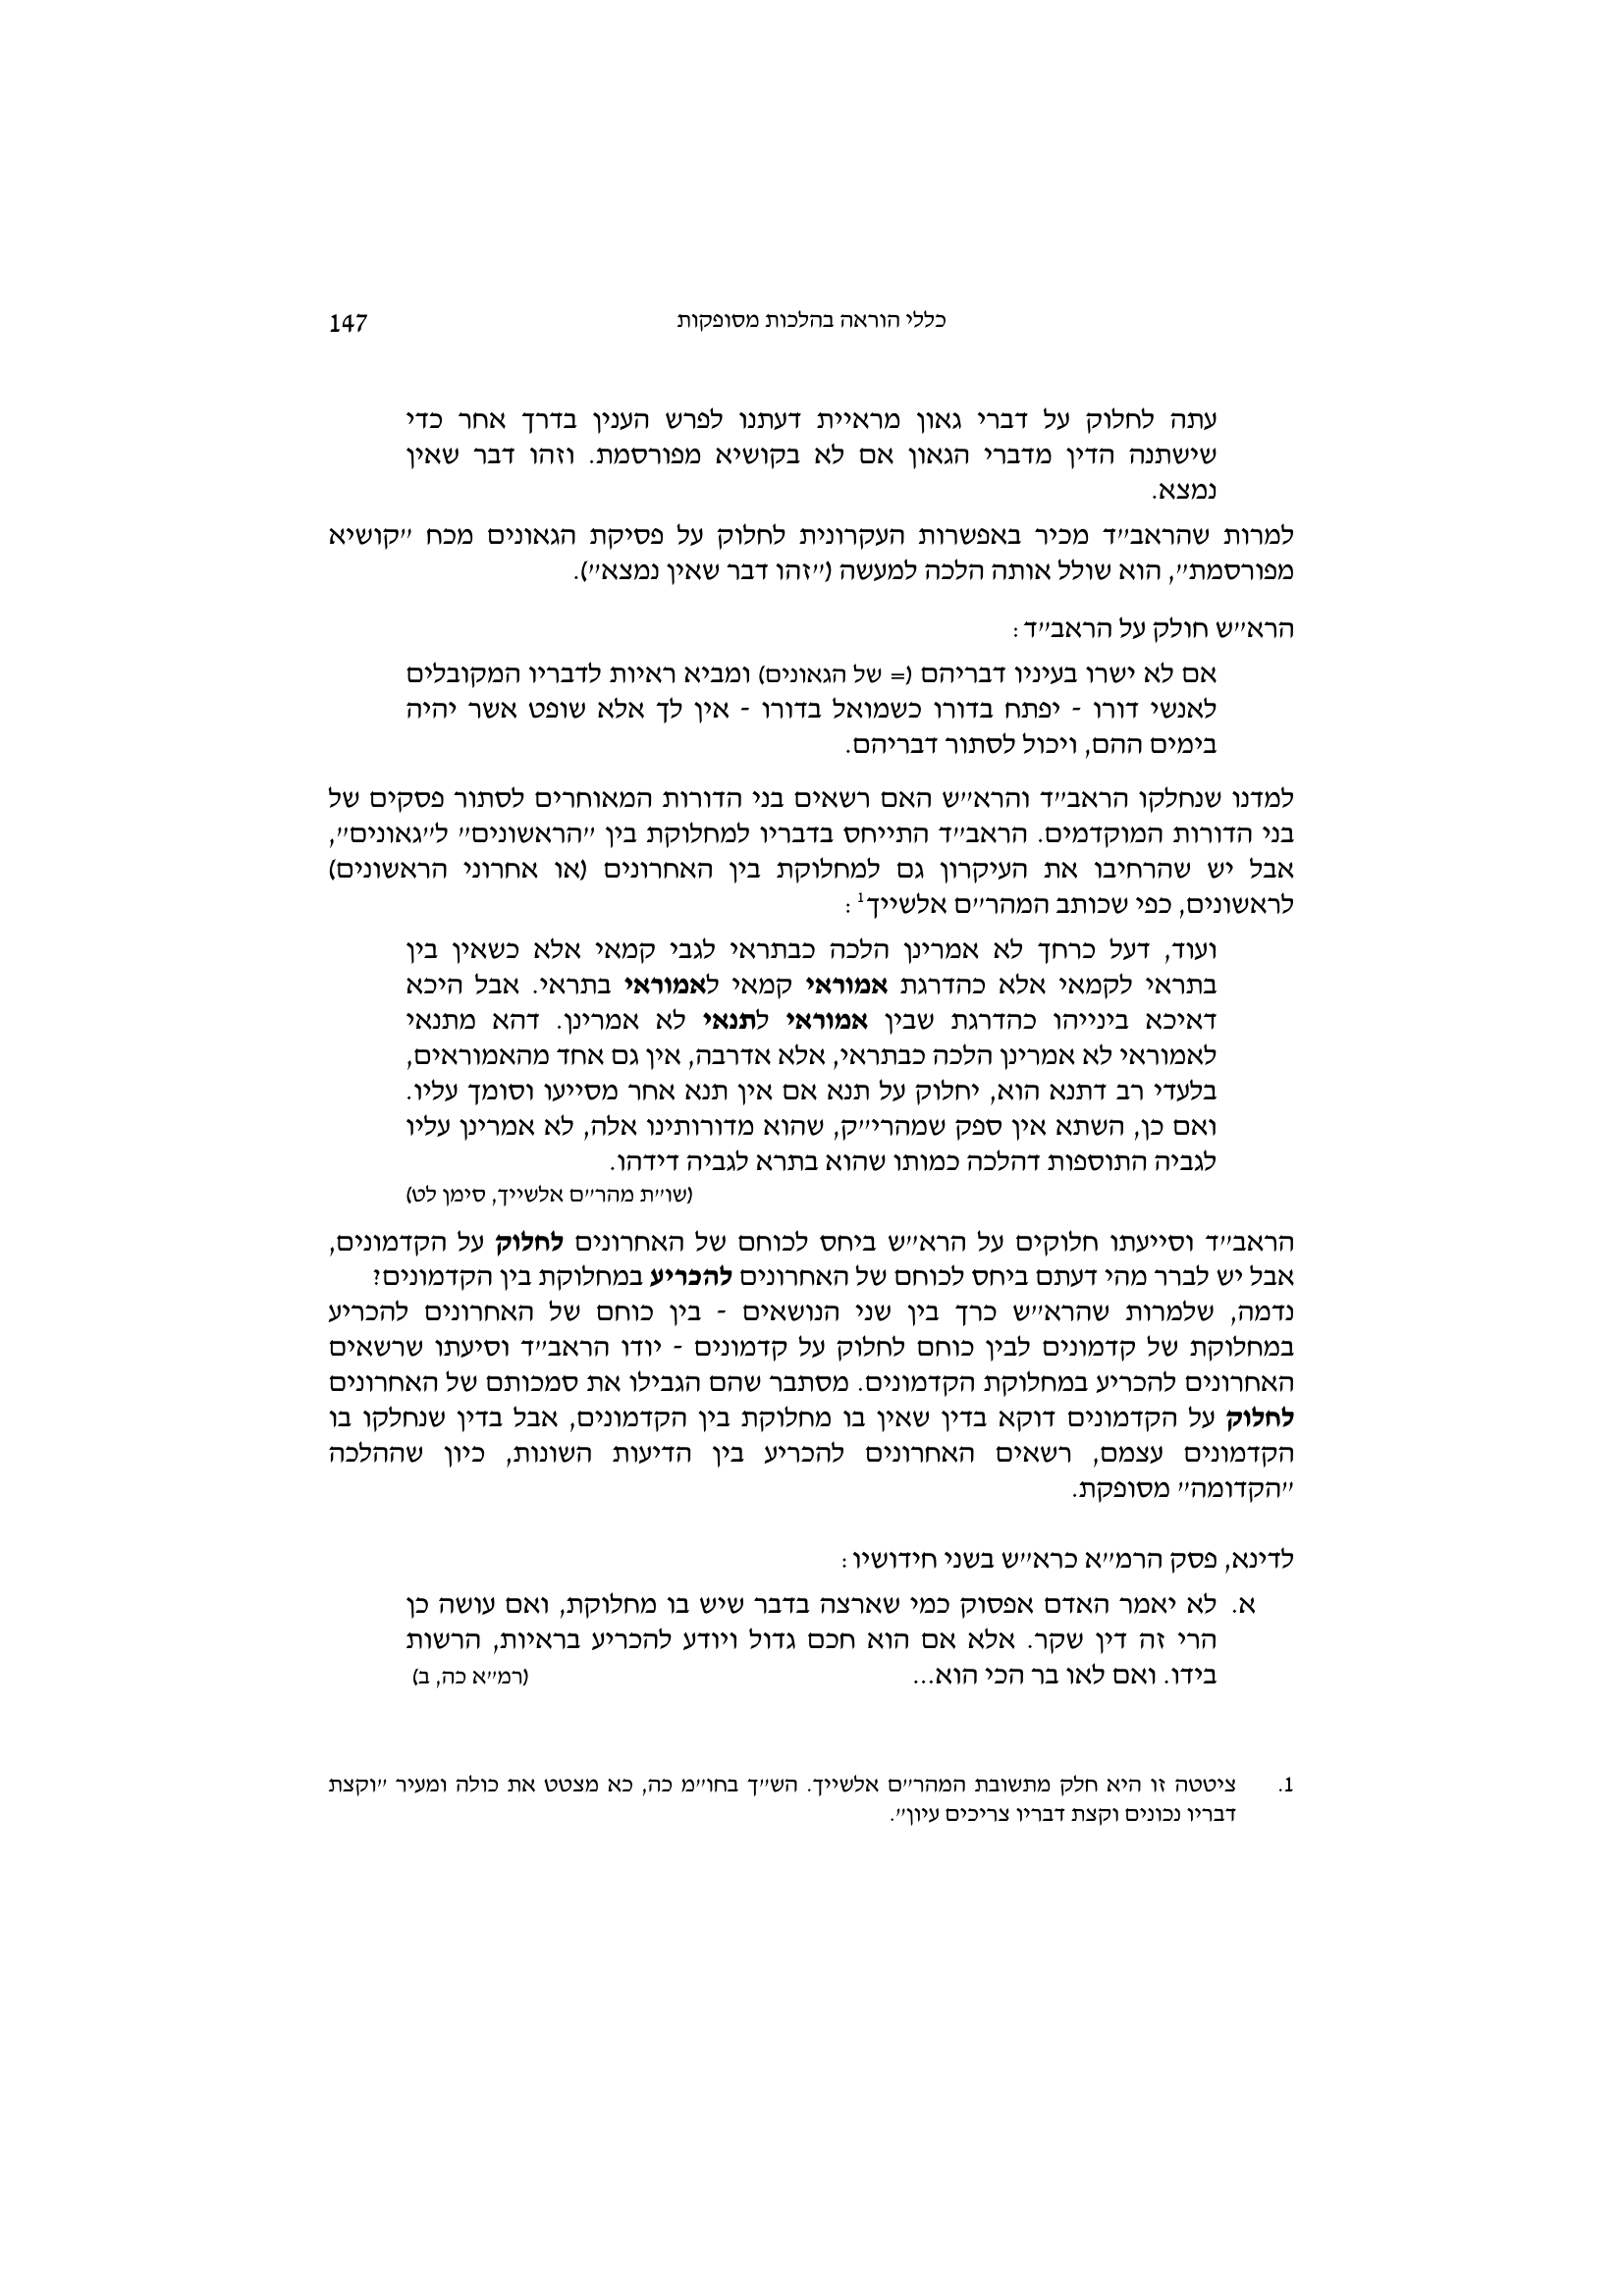 כללי הוראה בהלכות מסופקות 147
עתה לחלוק על דברי גאון מראיית דעתנו לפרש הענין בדרך אחר כדי
שישתנה הדין מדברי הגאון אם לא בקושיא מפורסמת. וזהו דבר שאין
נמצא.
למרות שהראב״ד מכיר באפשרות העקרונית לחלוק על פסיקת הגאונים מכח ״קושיא
מפורסמת״, הוא שולל אותה הלכה למעשה (״זהו דבר שאין נמצא״).
הרא״ש חולק על הראב״ד:
אם לא ישרו בעיניו דבריהם (= של הגאונים) ומביא ראיות לדבריו המקובלים
לאנשי דורו - יפתח בדורו כשמואל בדורו - אין לך אלא שופט אשר יהיה
בימים ההם, ויכול לסתור דבריהם.
למדנו שנחלקו הראב״ד והרא״ש האם רשאים בני הדורות המאוחרים לסתור פסקים של
בני הדורות המוקדמים. הראב״ד התייחס בדבריו למחלוקת בין ״הראשונים״ ל״גאונים״,
אבל יש שהרחיבו את העיקרון גם למחלוקת בין האחרונים (או אחרוני הראשונים)
לראשונים, כפי שכותב המהר״ם אלשייך1:
ועוד, דעל כרחך לא אמרינן הלכה כבתראי לגבי קמאי אלא כשאין בין
בתראי לקמאי אלא כהדרגת אמוראי קמאי לאמוראי בתראי. אבל היכא
דאיכא בינייהו כהדרגת שבין אמוראי לתנאי לא אמרינן. דהא מתנאי
לאמוראי לא אמרינן הלכה כבתראי, אלא אדרבה, אין גם אחד מהאמוראים,
בלעדי רב דתנא הוא, יחלוק על תנא אם אין תנא אחר מסייעו וסומך עליו.
ואם כן, השתא אין ספק שמהרי״ק, שהוא מדורותינו אלה, לא אמרינן עליו
לגביה התוספות דהלכה כמותו שהוא בתרא לגביה דידהו.
(שו״ת מהר״ם אלשייך, סימן לט)
הראב״ד וסייעתו חלוקים על הרא״ש ביחס לכוחם של האחרונים לחלוק על הקדמונים,
אבל יש לברר מהי דעתם ביחס לכוחם של האחרונים להכריע במחלוקת בין הקדמונים?
נדמה, שלמרות שהרא״ש כרך בין שני הנושאים - בין כוחם של האחרונים להכריע
במחלוקת של קדמונים לבין כוחם לחלוק על קדמונים - יודו הראב״ד וסיעתו שרשאים
האחרונים להכריע במחלוקת הקדמונים. מסתבר שהם הגבילו את סמכותם של האחרונים
לחלוק על הקדמונים דוקא בדין שאין בו מחלוקת בין הקדמונים, אבל בדין שנחלקו בו
הקדמונים עצמם, רשאים האחרונים להכריע בין הדיעות השונות, כיון שההלכה
״הקדומה״ מסופקת.
לדינא, פסק הרמ״א כרא״ש בשני חידושיו:
א. לא יאמר האדם אפסוק כמי שארצה בדבר שיש בו מחלוקת, ואם עושה כן
הרי זה דין שקר. אלא אם הוא חכם גדול ויודע להכריע בראיות, הרשות
בידו. ואם לאו בר הכי הוא... (רמ״א כה, ב)
1. ציטטה זו היא חלק מתשובת המהר״ם אלשייך. הש״ך בחו״מ כה, כא מצטט את כולה ומעיר ״וקצת
דבריו נכונים וקצת דבריו צריכים עיון״.